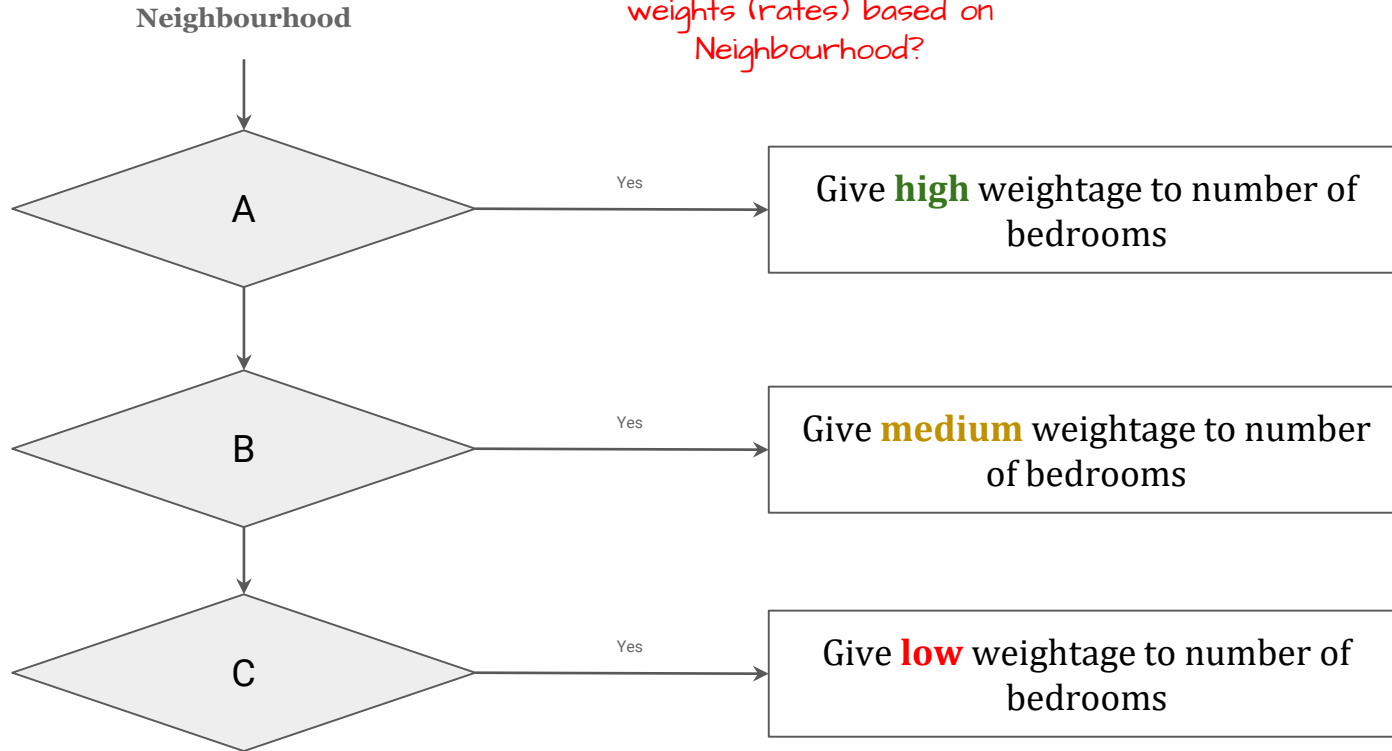 Neighbourhood
weights (rates) based on
Neighbourhood?
A
Yes
Give high weightage to number of
bedrooms
B
Yes
Give medium weightage to number
of bedrooms
C
Yes
Give low weightage to number of
bedrooms